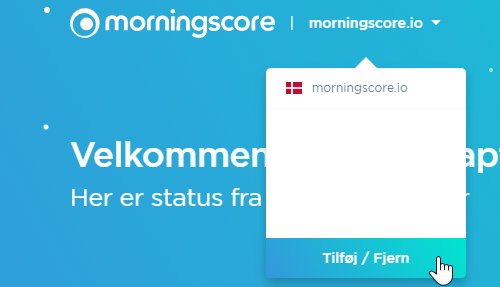 morningscore | morningscore.io
morningscore.io
Velkommen
Her er status fra
Tilføj / Fjern